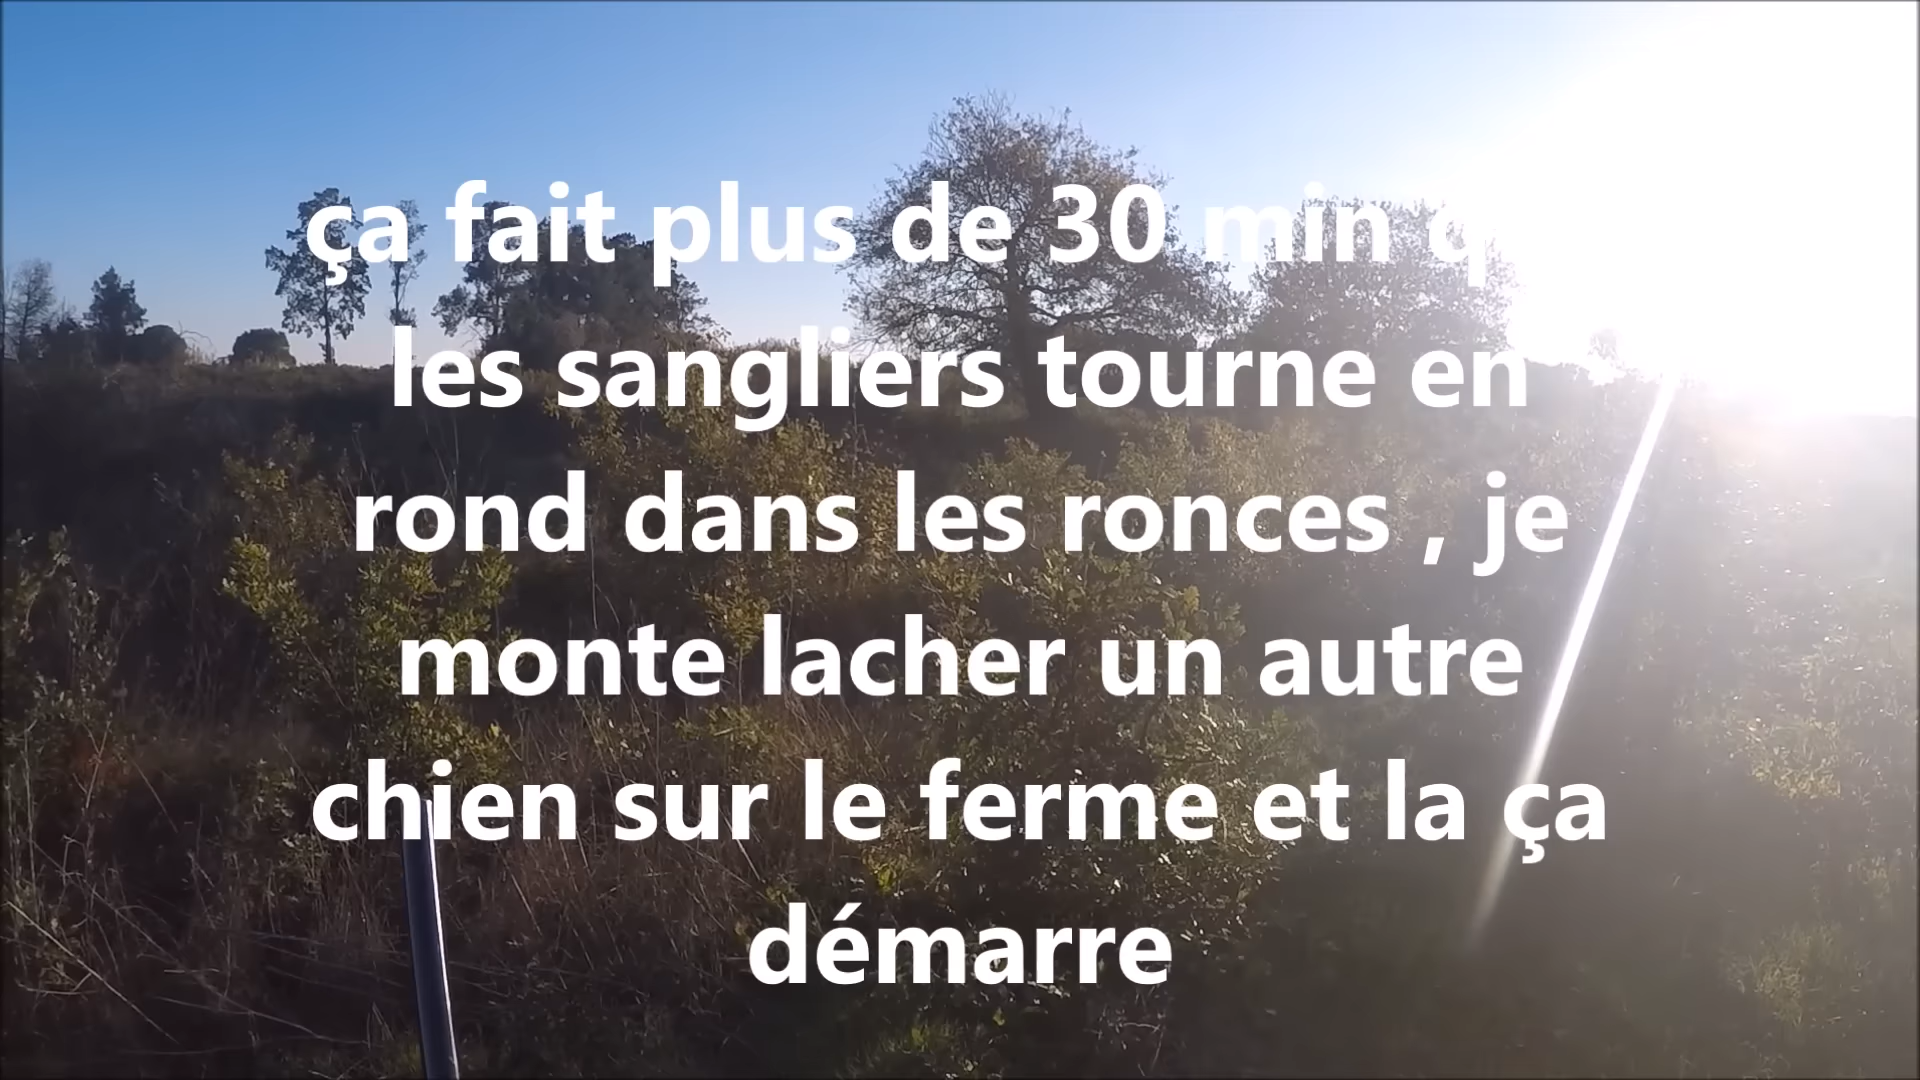 ça fait plus de 30 min
les sangliers tourne en
rond dans les ronces , je
monte lacher un autre
chien sur le ferme et la ça
démarre